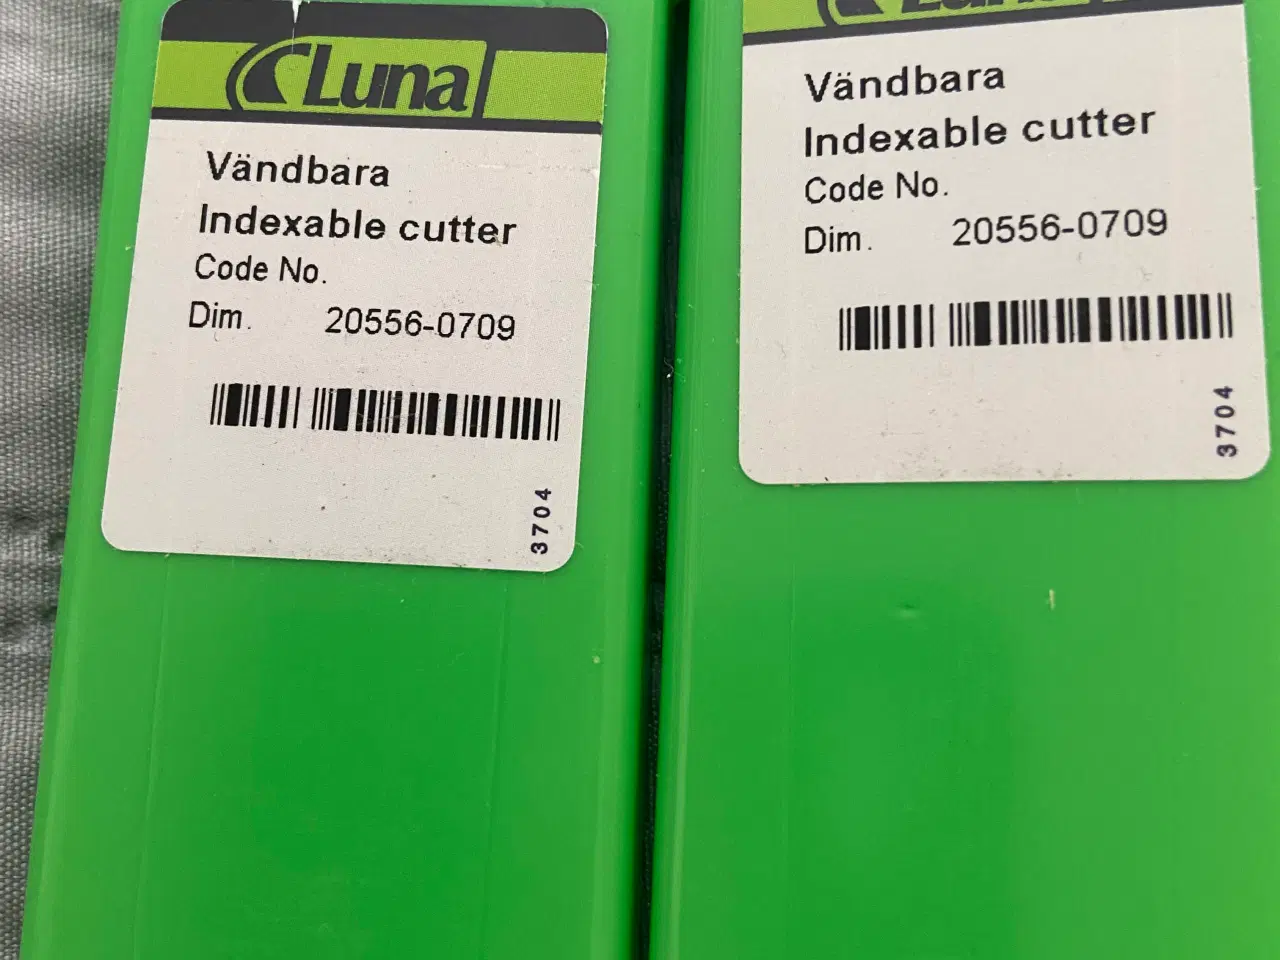 Luna
Vändbara
Indexable cutter
Code No.
Dim. 20556-0709
3704
Luna
Vändbara
Indexable cutter
Code No.
Dim. 20556-0709
3704